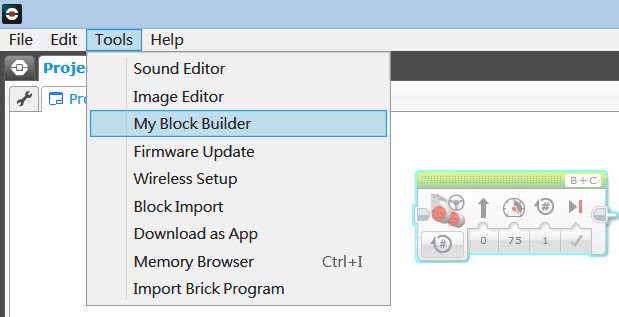 File Edit Tools Help
Proje
Pro
Sound Editor
Image Editor
My Block Builder
Firmware Update
Wireless Setup
Block Import
Download as App
Memory Browser Ctrl+I
Import Brick Program
B+C
#
# 0 75 1